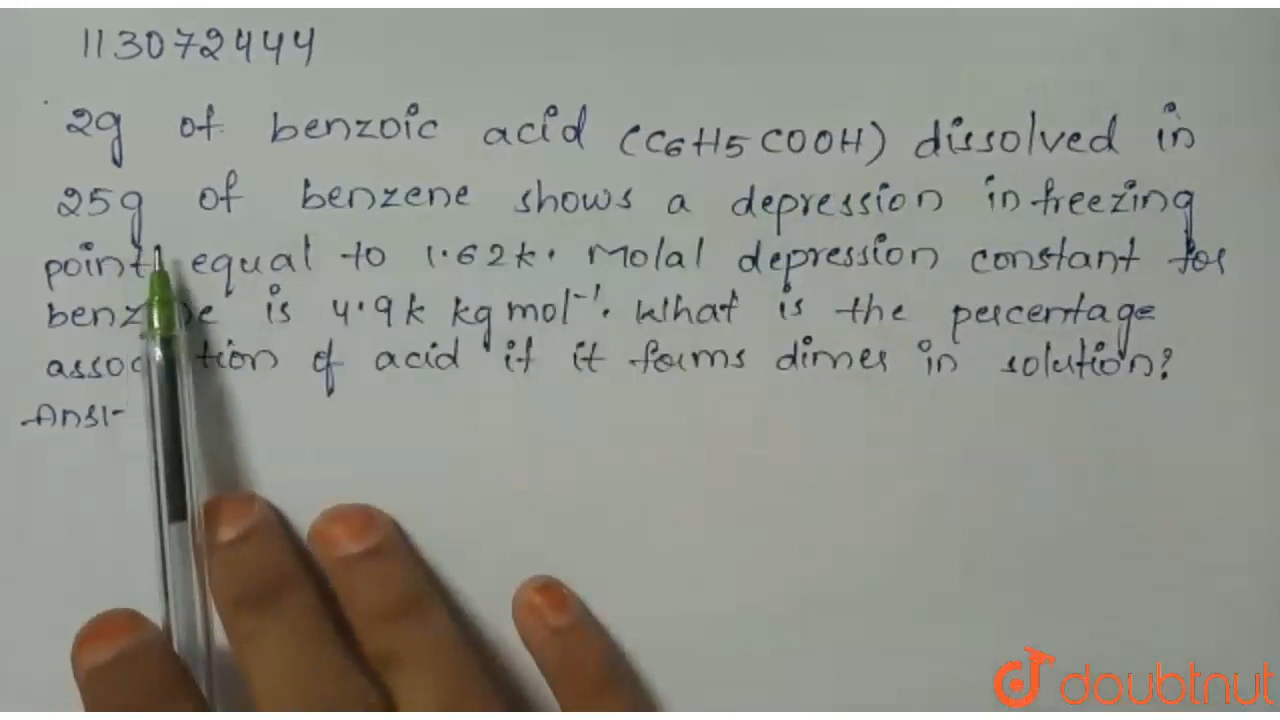 113072444
2g of benzoic acid (C6H5COOH) dissolved in
25g of benzene shows a depression in freezing
point equal to 1.62k. Molal depression constant for
is 4.9k kg mol⁻¹. What is the percentage
of acid if it forms dimer in solution?
Ans:-
doubtnut